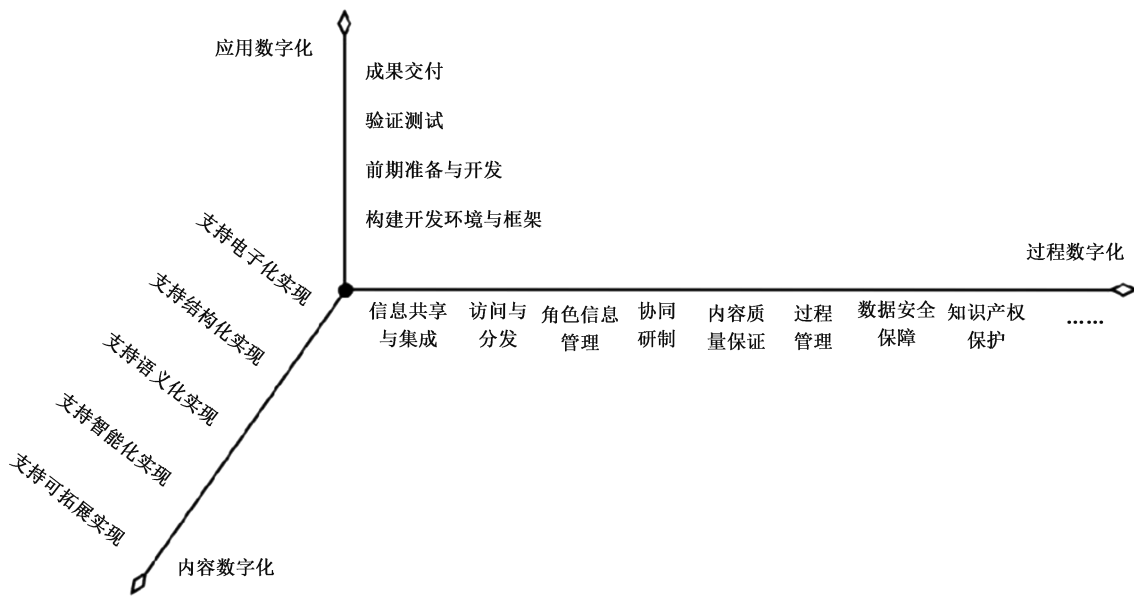 应用数字化
成果交付
验证测试
前期准备与开发
构建开发环境与框架
过程数字化
信息共享
与集成
访问与
分发
角色信息
管理
协同
研制
内容质
量保证
过程
管理
数据安全
保障
知识产权
保护
……
支持电子化实现
支持结构化实现
支持语义化实现
支持智能化实现
支持可拓展实现
内容数字化